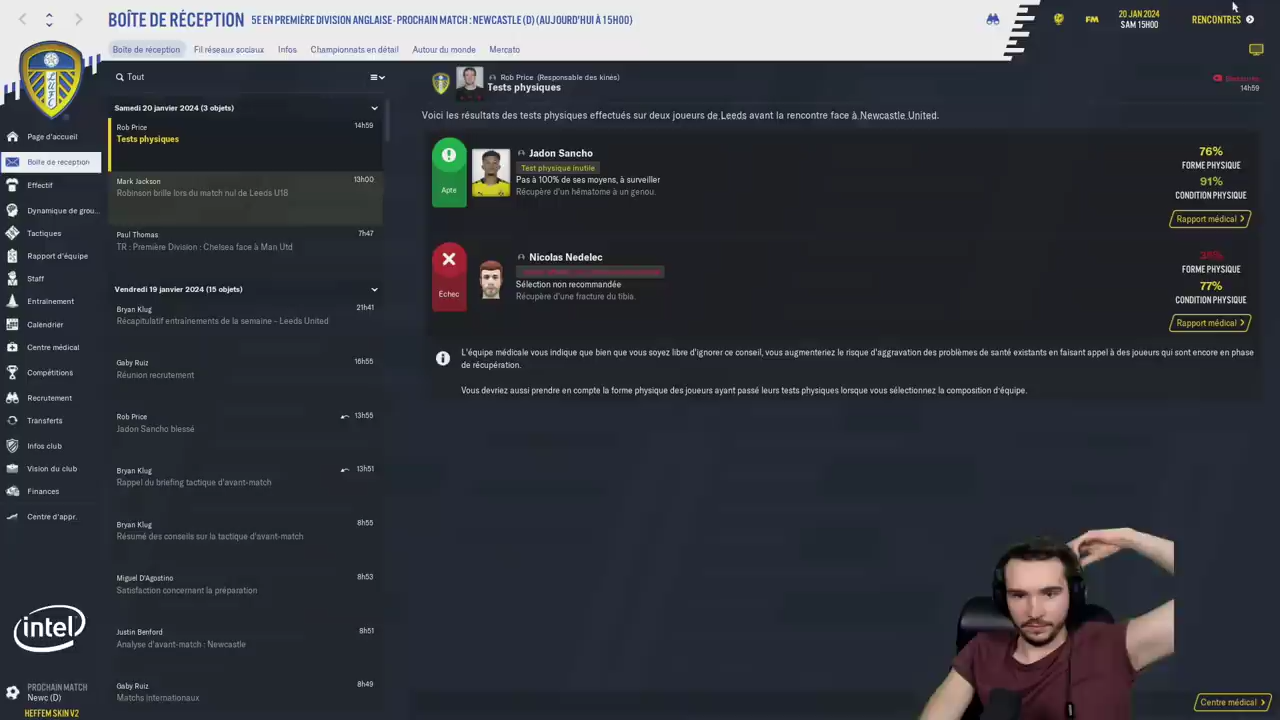 BOÎTE DE RÉCEPTION
5E EN PREMIÈRE DIVISION ANGLAISE - PROCHAIN MATCH : NEWCASTLE (D) (AUJOURD'HUI À 15H00)
FM
20 JAN 2024
SAM 15H00
RENCONTRES
Boîte de réception
Fil réseaux sociaux
Infos
Championnats en détail
Autour du monde
Mercato
LUFC
Page d'accueil
Boîte de réception
Effectif
Dynamique de grou...
Tactiques
Rapport d'équipe
Staff
Entraînement
Calendrier
Centre médical
Compétitions
Recrutement
Transferts
Infos club
Vision du club
Finances
Centre d'appr.
intel
PROCHAIN MATCH
Newc (D)
HEFFEM SKIN V2
Tout
Samedi 20 janvier 2024 (3 objets)
Rob Price 14h59
Tests physiques
Mark Jackson 13h00
Robinson brille lors du match nul de Leeds U18
Paul Thomas 7h47
TR : Première Division : Chelsea face à Man Utd
Vendredi 19 janvier 2024 (15 objets)
Bryan Klug 21h41
Récapitulatif entraînements de la semaine - Leeds United
Gaby Ruiz 16h55
Réunion recrutement
Rob Price 13h55
Jadon Sancho blessé
Bryan Klug 13h51
Rappel du briefing tactique d'avant-match
Bryan Klug 8h55
Résumé des conseils sur la tactique d'avant-match
Miguel D'Agostino 8h53
Satisfaction concernant la préparation
Justin Benford 8h51
Analyse d'avant-match : Newcastle
Gaby Ruiz 8h49
Matchs internationaux
Rob Price (Responsable des kinés)
Tests physiques
14h59
Voici les résultats des tests physiques effectués sur deux joueurs de Leeds avant la rencontre face à Newcastle United.
Apte
Jadon Sancho
Test physique inutile
Pas à 100% de ses moyens, à surveiller
Récupère d'un hématome à un genou.
76%
FORME PHYSIQUE
91%
CONDITION PHYSIQUE
Rapport médical
Échec
Nicolas Nedelec
Sélection non recommandée
Récupère d'une fracture du tibia.
FORME PHYSIQUE
77%
CONDITION PHYSIQUE
Rapport médical
L'équipe médicale vous indique que bien que vous soyez libre d'ignorer ce conseil, vous augmenteriez le risque d'aggravation des problèmes de santé existants en faisant appel à des joueurs qui sont encore en phase
de récupération.
Vous devriez aussi prendre en compte la forme physique des joueurs ayant passé leurs tests physiques lorsque vous sélectionnez la composition d'équipe.
Centre médical